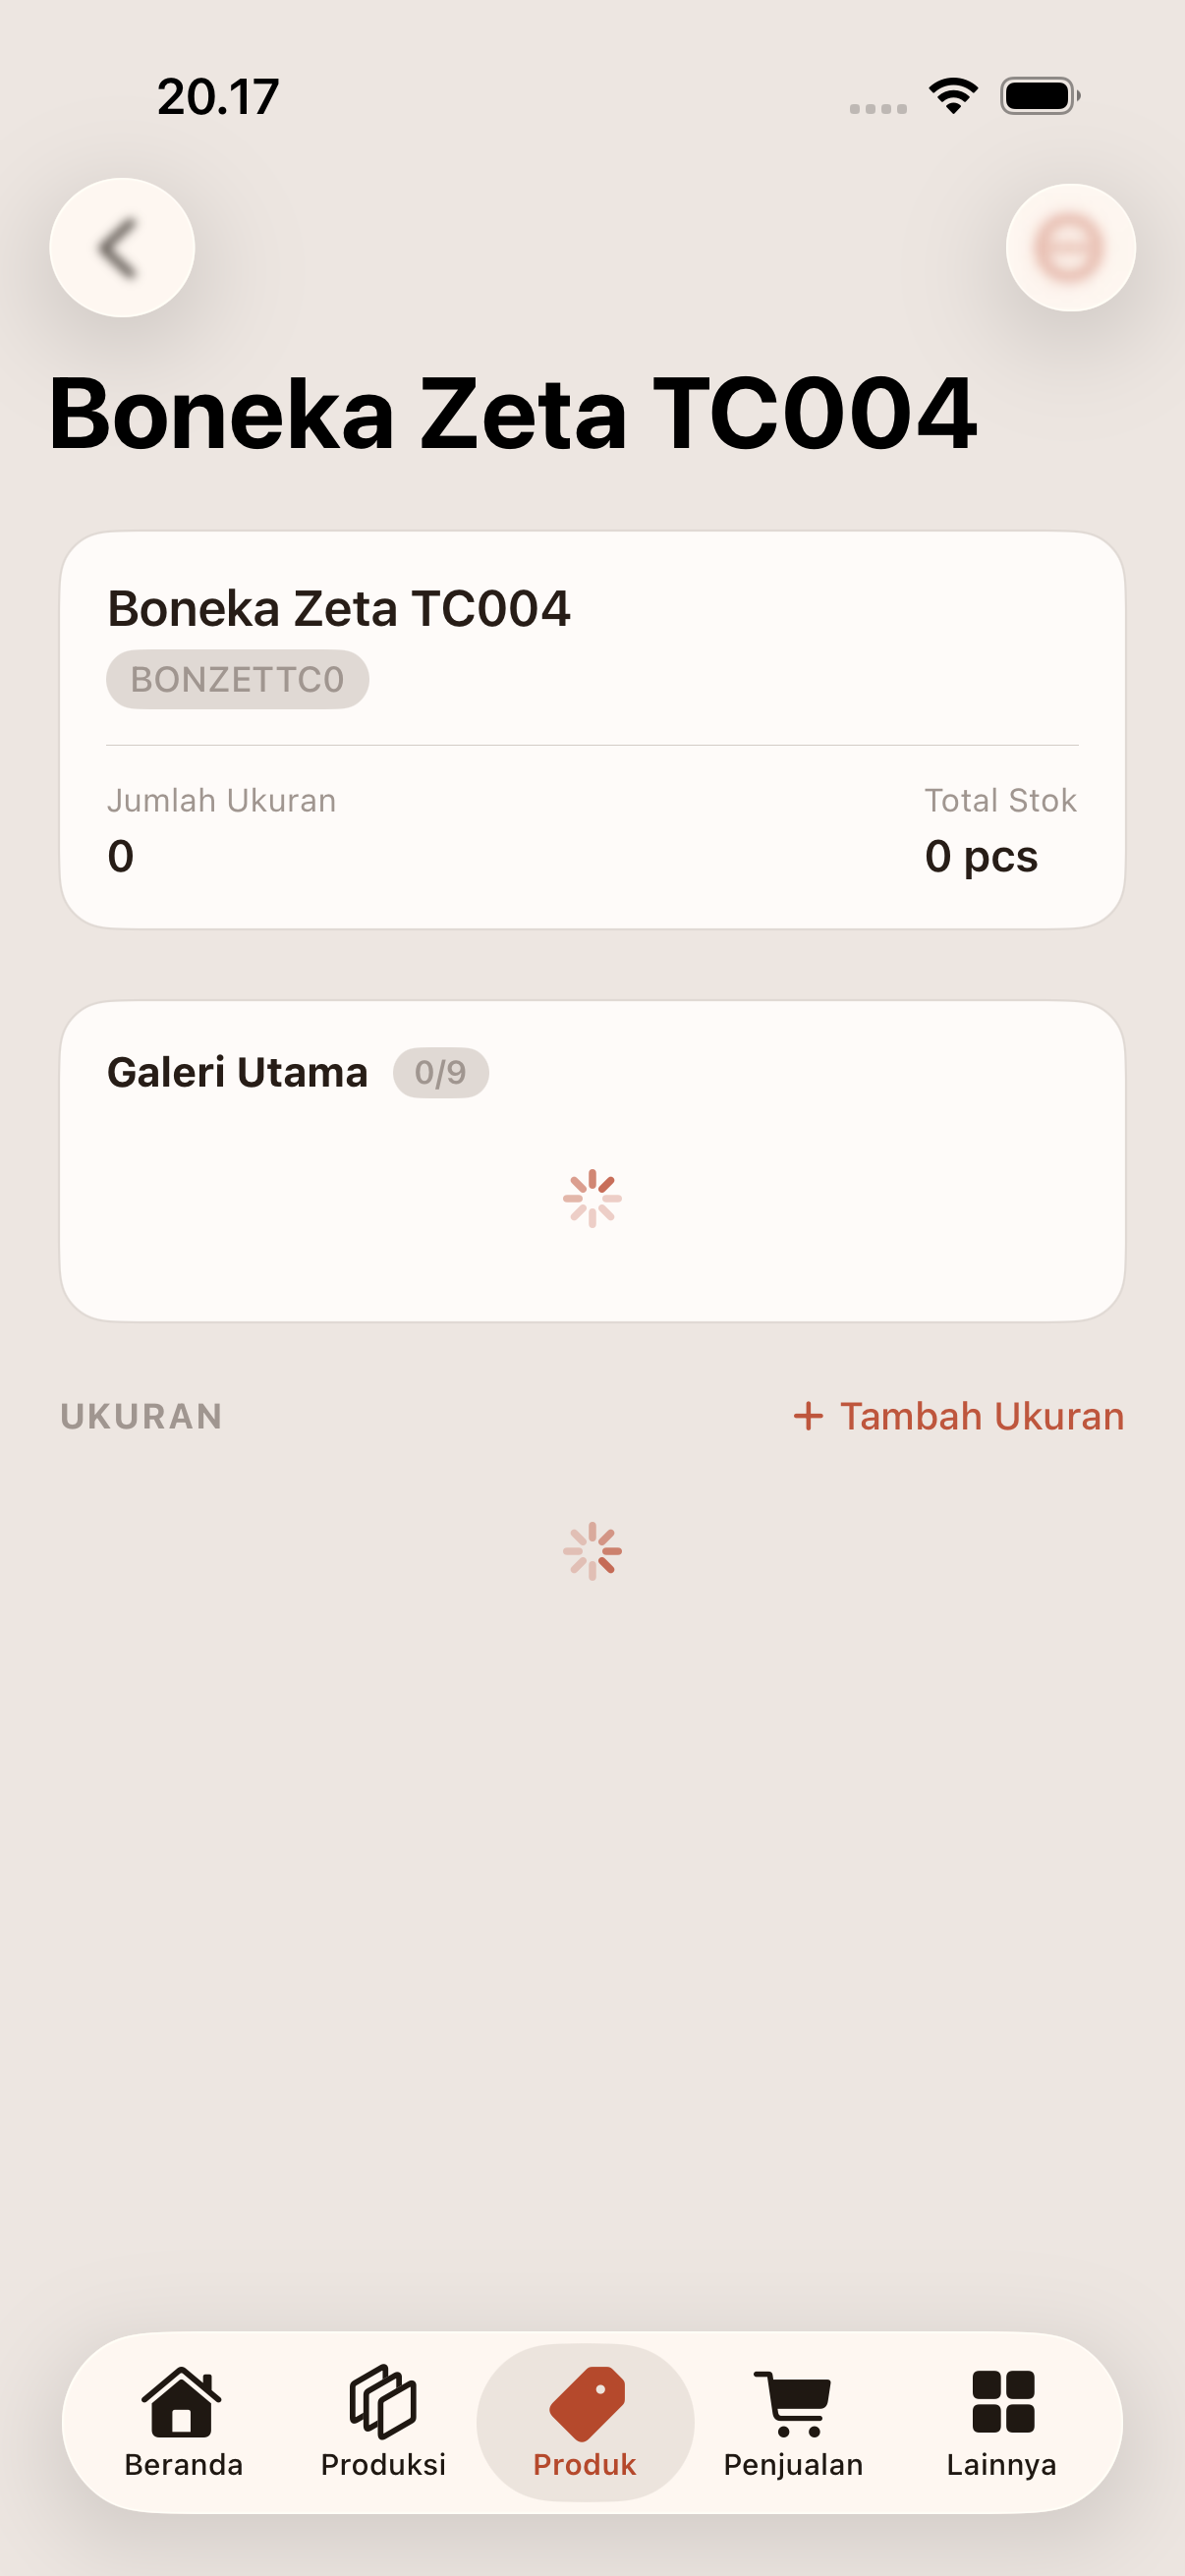 20.17
Boneka Zeta TC004
Boneka Zeta TC004
BONZETTC0
Jumlah Ukuran
Total Stok
0
0 pcs
Galeri Utama 0/9
UKURAN
+ Tambah Ukuran
Beranda
Produksi
Produk
Penjualan
Lainnya